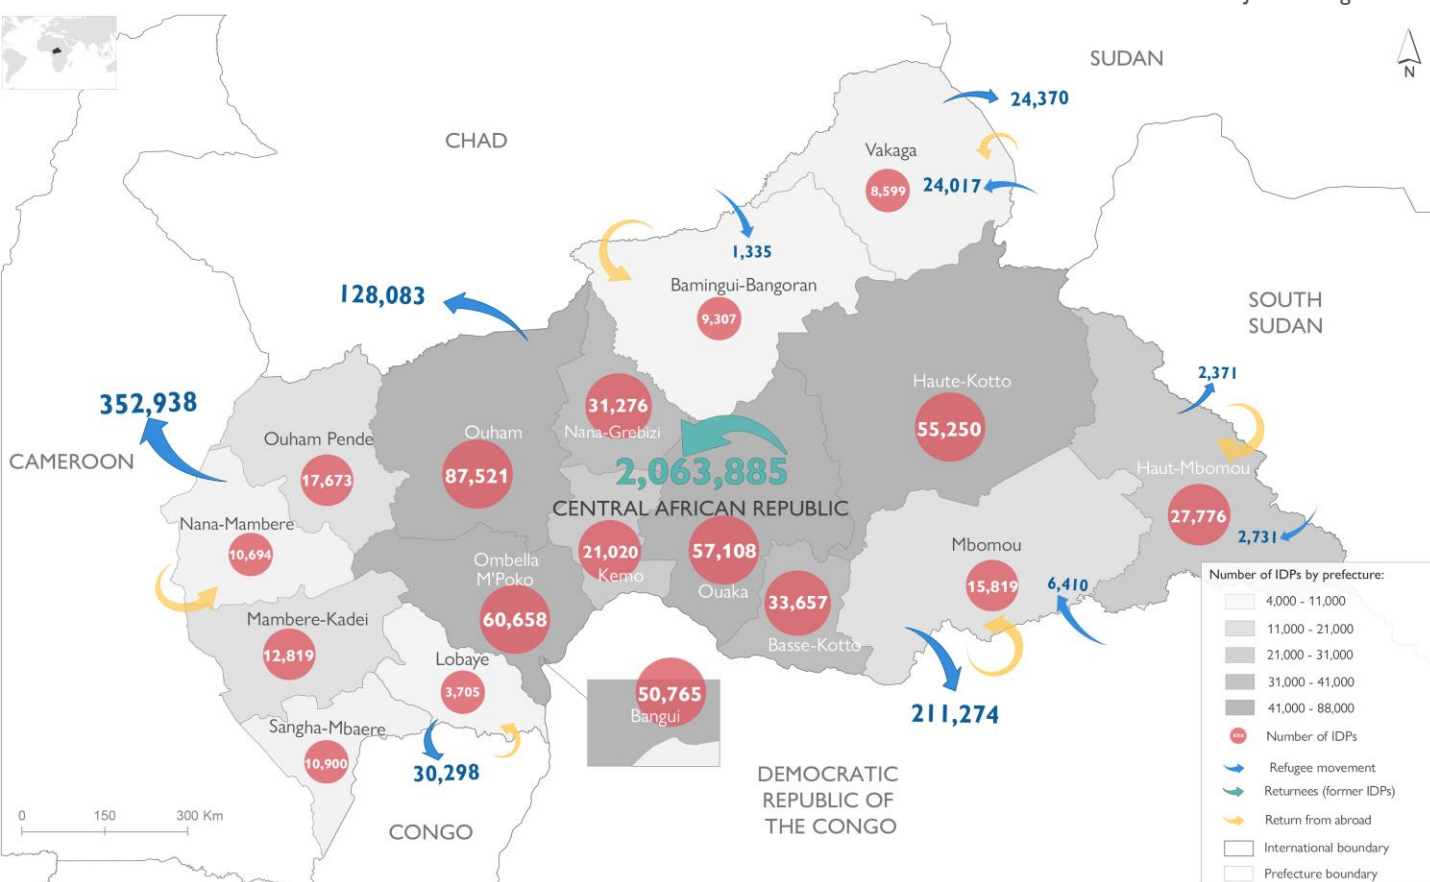 SUDAN
N
24,370
CHAD
Vakaga
8,599
24,017
1,335
Bamingui-Bangoran
9,307
128,083
SOUTH
SUDAN
352,938
2,371
Haute-Kotto
55,250
31,276
Nana-Grebizi
Ouham Pende
17,673
Ouham
87,521
CAMEROON
2,063,885
CENTRAL AFRICAN REPUBLIC
Haut-Mbomou
27,776
2,731
Nana-Mambere
10,694
Ombella
M'Poko
60,658
21,020
Kemo
57,108
Ouaka
33,657
Basse-Kotto
Mbomou
15,819
6,410
Mambere-Kadei
12,819
Lobaye
3,705
50,765
Bangui
211,274
Sangha-Mbaere
10,900
30,298
CONGO
DEMOCRATIC
REPUBLIC OF
THE CONGO
0 150 300 Km
Number of IDPs by prefecture:
4,000 - 11,000
11,000 - 21,000
21,000 - 31,000
31,000 - 41,000
41,000 - 88,000
xxx Number of IDPs
Refugee movement
Returnees (former IDPs)
Return from abroad
International boundary
Prefecture boundary